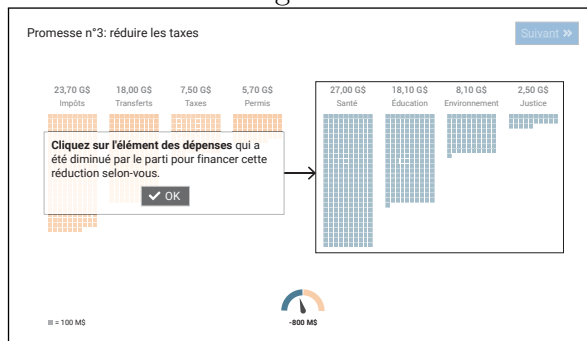 Promesse n°3: réduire les taxes
Suivant »
23,70 G$ 18,00 G$ 7,50 G$ 5,70 G$ 27,00 G$ 18,10 G$ 8,10 G$ 2,50 G$
Impôts Transferts Taxes Permis Santé Éducation Environnement Justice
Cliquez sur l'élément des dépenses qui a
été diminué par le parti pour financer cette
réduction selon-vous.
✔ OK
= 100 M$
-800 M$